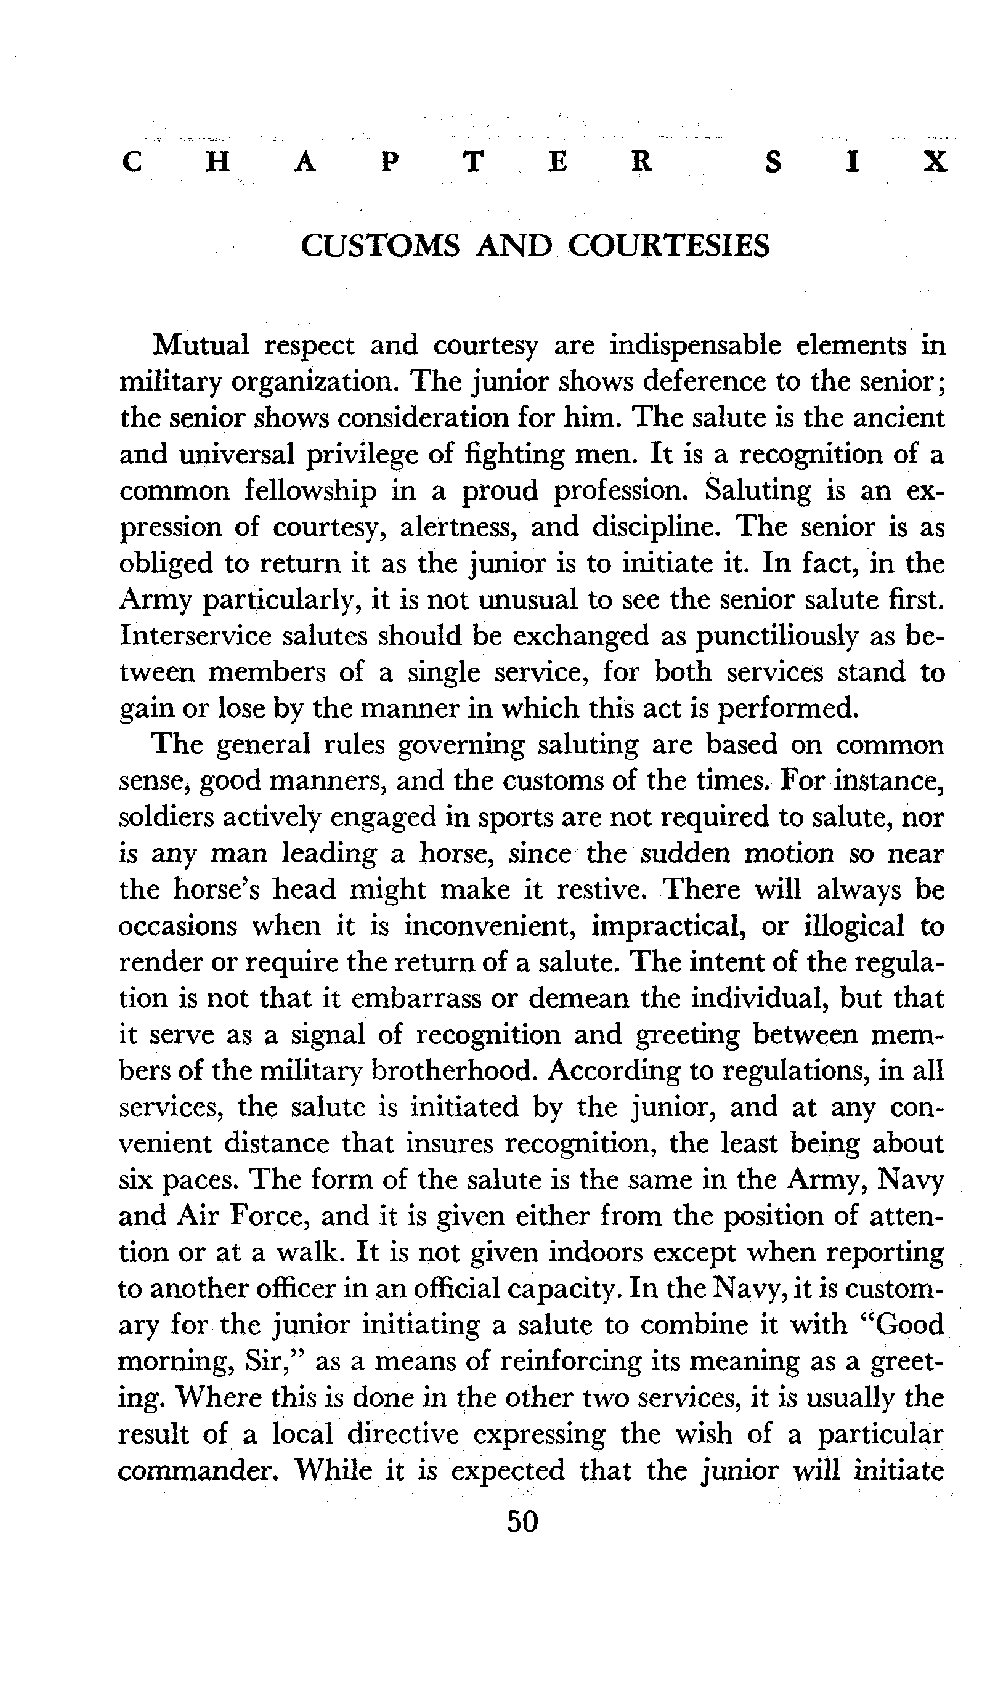 CHAPTER SIX
CUSTOMS AND COURTESIES
Mutual respect and courtesy are indispensable elements in
military organization. The junior shows deference to the senior;
the senior shows consideration for him. The salute is the ancient
and universal privilege of fighting men. It is a recognition of a
common fellowship in a proud profession. Saluting is an ex-
pression of courtesy, alertness, and discipline. The senior is as
obliged to return it as the junior is to initiate it. In fact, in the
Army particularly, it is not unusual to see the senior salute first.
Interservice salutes should be exchanged as punctiliously as be-
tween members of a single service, for both services stand to
gain or lose by the manner in which this act is performed.
The general rules governing saluting are based on common
sense, good manners, and the customs of the times. For instance,
soldiers actively engaged in sports are not required to salute, nor
is any man leading a horse, since the sudden motion so near
the horse's head might make it restive. There will always be
occasions when it is inconvenient, impractical, or illogical to
render or require the return of a salute. The intent of the regula-
tion is not that it embarrass or demean the individual, but that
it serve as a signal of recognition and greeting between mem-
bers of the military brotherhood. According to regulations, in all
services, the salute is initiated by the junior, and at any con-
venient distance that insures recognition, the least being about
six paces. The form of the salute is the same in the Army, Navy
and Air Force, and it is given either from the position of atten-
tion or at a walk. It is not given indoors except when reporting
to another officer in an official capacity. In the Navy, it is custom-
ary for the junior initiating a salute to combine it with “Good
morning, Sir,” as a means of reinforcing its meaning as a greet-
ing. Where this is done in the other two services, it is usually the
result of a local directive expressing the wish of a particular
commander. While it is expected that the junior will initiate
50